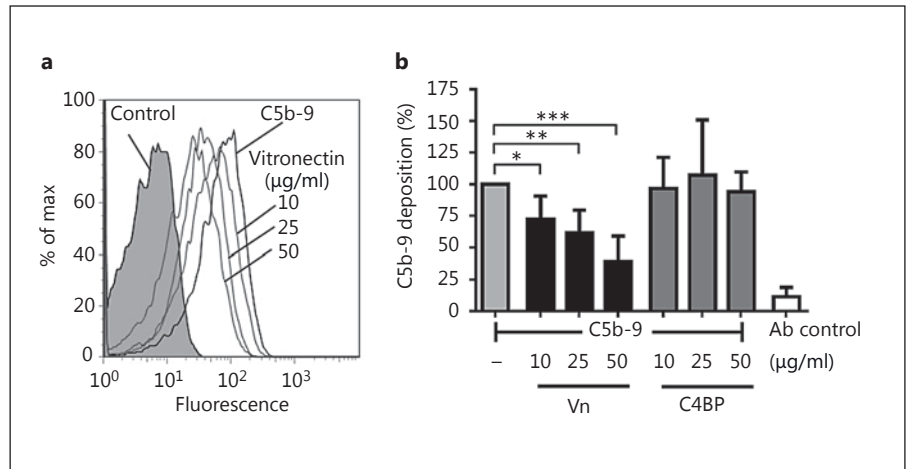 a
100
80
60
40
20
0
% of max
Control
C5b-9
Vitronectin
(µg/ml)
10
25
50
10⁰ 10¹ 10² 10³
Fluorescence
b
175
150
125
100
75
50
25
0
C5b-9 deposition (%)
***
**
*
C5b-9 Ab control
– 10 25 50 10 25 50 (µg/ml)
Vn C4BP